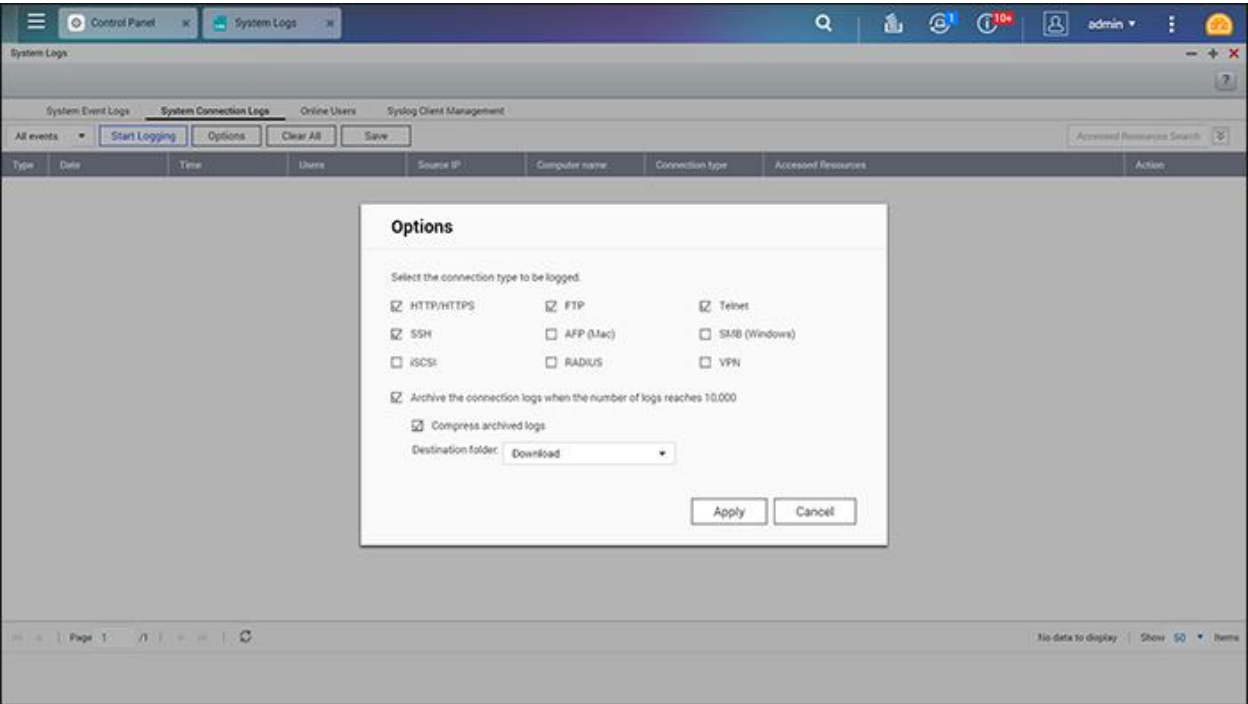 Control Panel × System Logs × 1 10+ admin
System Logs
?
System Event Logs System Connection Logs Online Users Syslog Client Management
All events Start Logging Options Clear All Save Accessed Resources Search
Type Date Time Users Source IP Computer name Connection type Accessed Resources Action
Options
Select the connection type to be logged.
HTTP/HTTPS FTP Telnet
SSH AFP (Mac) SMB (Windows)
iSCSI RADIUS VPN
Archive the connection logs when the number of logs reaches 10,000
Compress archived logs
Destination folder: Download
Apply Cancel
Page 1 /1 No data to display Show 50 Items